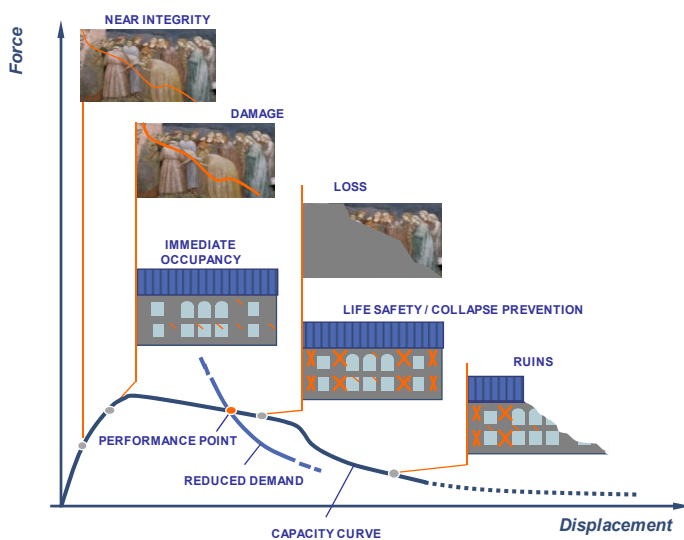 NEAR INTEGRITY
Force
DAMAGE
LOSS
IMMEDIATE
OCCUPANCY
LIFE SAFETY / COLLAPSE PREVENTION
RUINS
PERFORMANCE POINT
REDUCED DEMAND
CAPACITY CURVE
Displacement